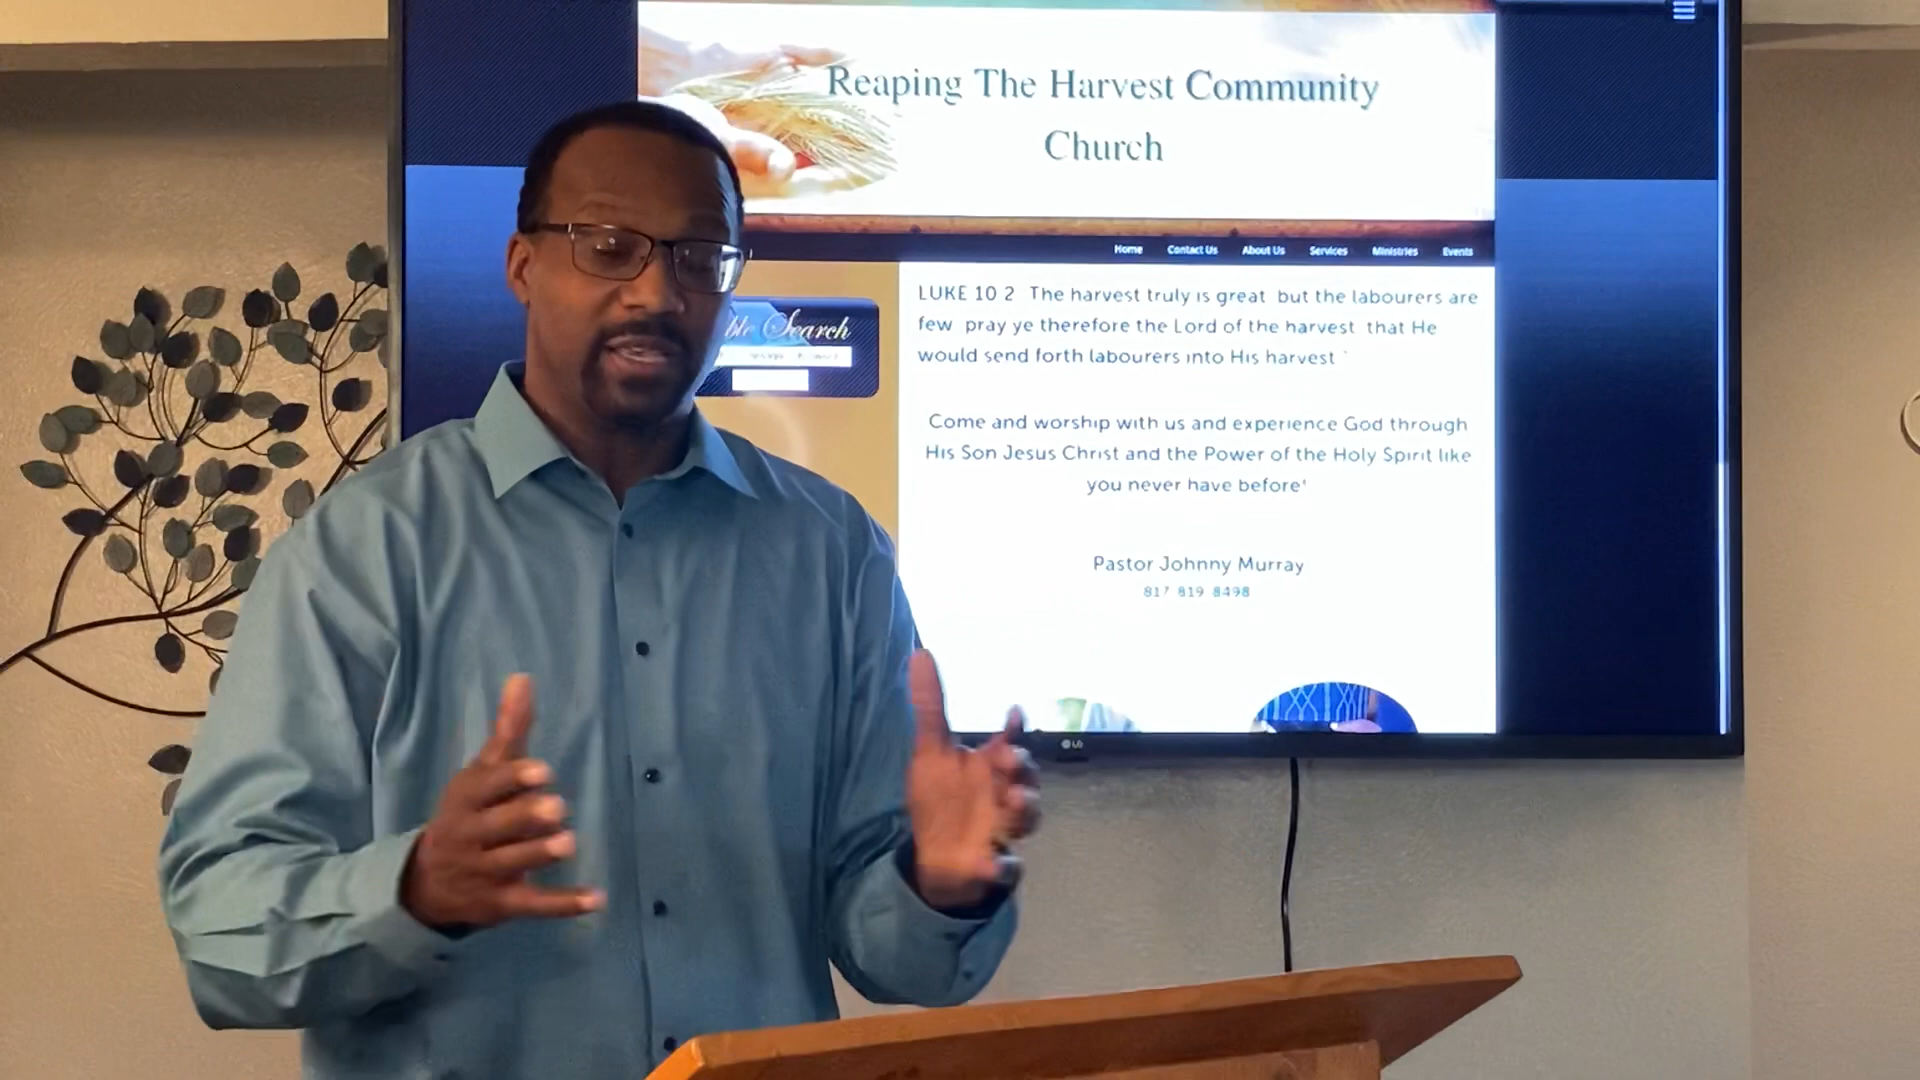 Reaping The Harvest Community
Church
Home Contact Us About Us Services Ministries Events
LUKE 10 2 The harvest truly is great but the labourers are
few pray ye therefore the Lord of the harvest that He
would send forth labourers into His harvest
ble Search
Come and worship with us and experience God through
His Son Jesus Christ and the Power of the Holy Spirit like
you never have before'
Pastor Johnny Murray
817 819 8498
LG